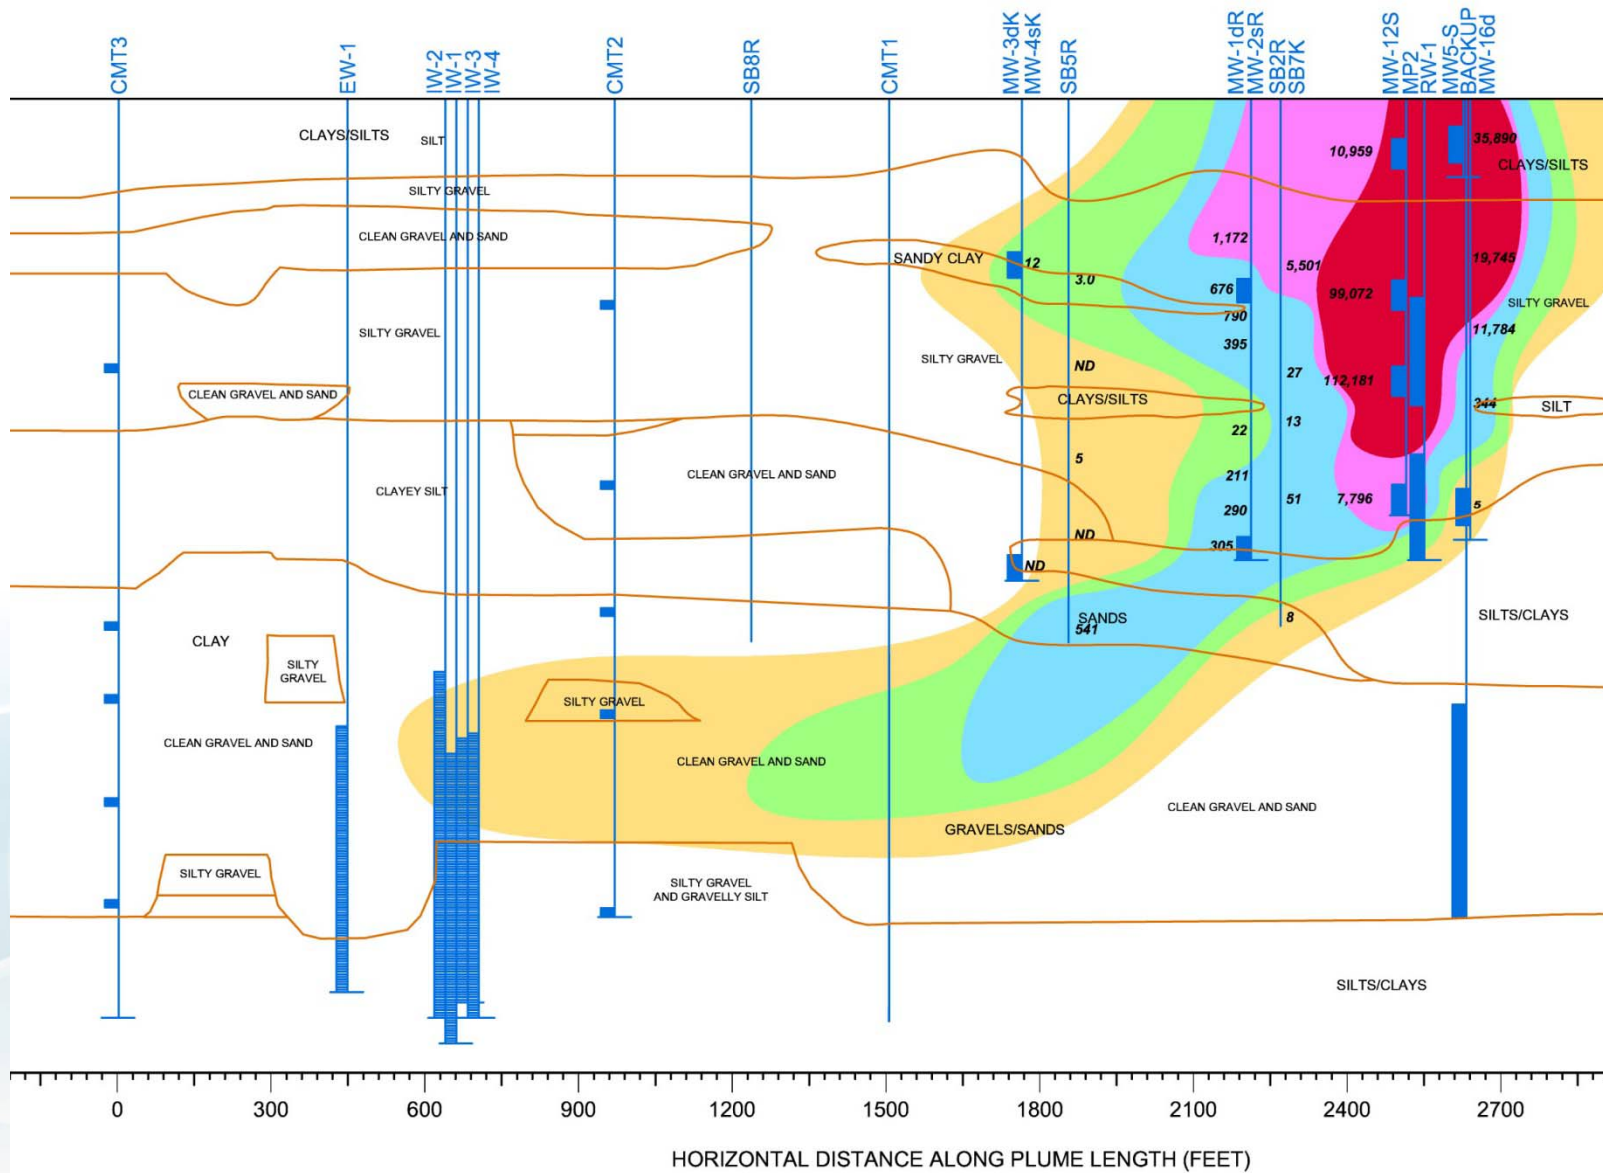 CMT3
EW-1
IW-2
IW-1
IW-3
IW-4
CMT2
SB8R
CMT1
MW-3dK
MW-4sK
SB5R
MW-1dR
MW-2sR
SB2R
SB7K
MW-12S
MP2
RW-1
MW5-S
BACKUP
MW-16d
CLAYS/SILTS
SILT
10,959
35,890
CLAYS/SILTS
SILTY GRAVEL
CLEAN GRAVEL AND SAND
1,172
SANDY CLAY
12
3.0
5,501
19,745
676
99,072
SILTY GRAVEL
790
SILTY GRAVEL
11,784
395
SILTY GRAVEL
ND
27
112,181
CLEAN GRAVEL AND SAND
CLAYS/SILTS
344
SILT
13
22
5
CLEAN GRAVEL AND SAND
211
CLAYEY SILT
51
7,796
290
5
ND
305
ND
SANDS
8
SILTS/CLAYS
541
CLAY
SILTY
GRAVEL
SILTY GRAVEL
CLEAN GRAVEL AND SAND
CLEAN GRAVEL AND SAND
CLEAN GRAVEL AND SAND
GRAVELS/SANDS
SILTY GRAVEL
SILTY GRAVEL
AND GRAVELLY SILT
SILTS/CLAYS
0 300 600 900 1200 1500 1800 2100 2400 2700
HORIZONTAL DISTANCE ALONG PLUME LENGTH (FEET)